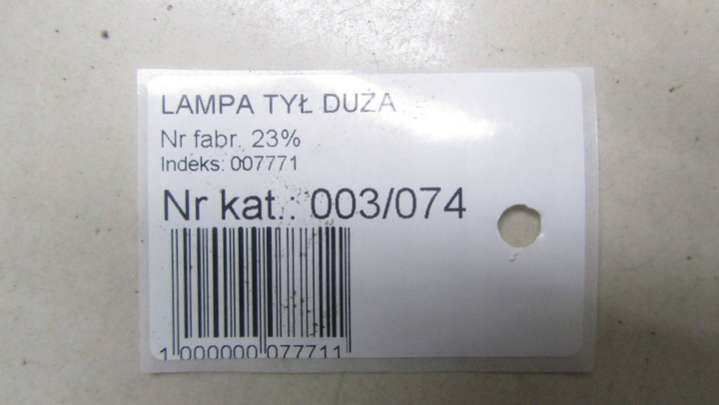 LAMPA TYŁ DUŻA
Nr fabr. 23%
Indeks: 007771
Nr kat.: 003/074
1 000000 077711